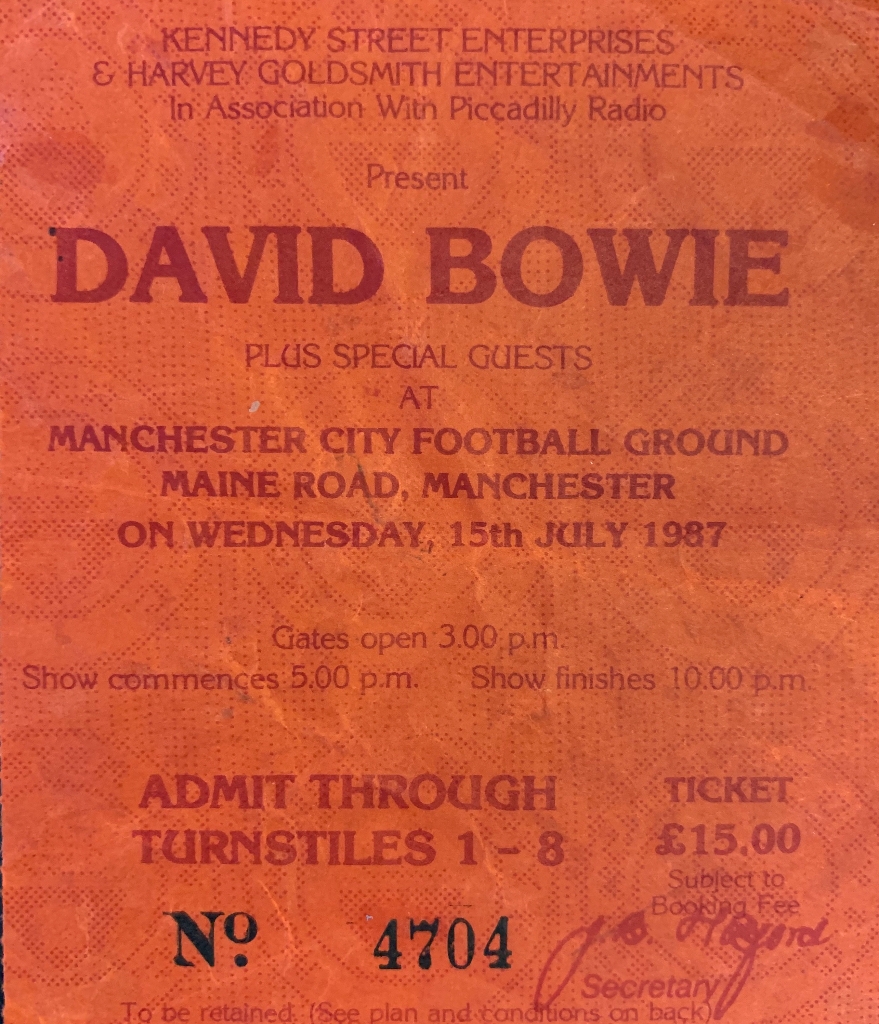 KENNEDY STREET ENTERPRISES
& HARVEY GOLDSMITH ENTERTAINMENTS
In Association With Piccadilly Radio
Present
DAVID BOWIE
PLUS SPECIAL GUESTS
AT
MANCHESTER CITY FOOTBALL GROUND
MAINE ROAD, MANCHESTER
ON WEDNESDAY, 15th JULY 1987
Gates open 3.00 p.m.
Show commences 5.00 p.m. Show finishes 10.00 p.m.
ADMIT THROUGH
TURNSTILES 1 - 8
TICKET
£15.00
Subject to
Booking Fee
Nº 4704
Secretary
To be retained. (See plan and conditions on back)